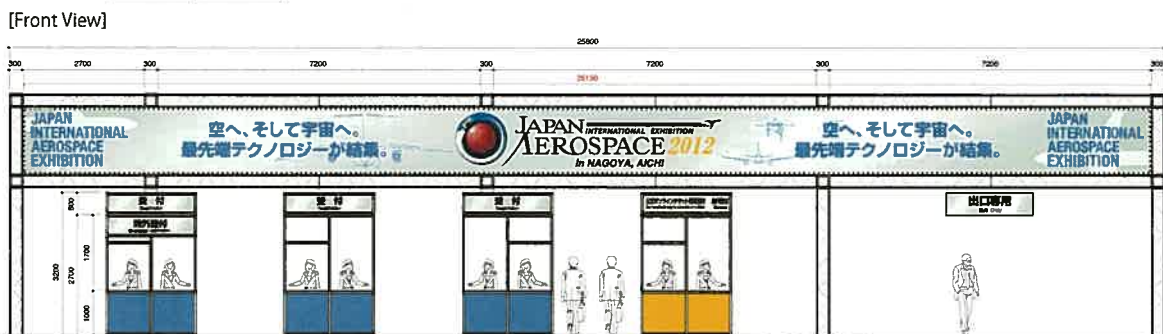 [Front View]
25800
300 2700 300 7200 300 7200 300 7200 300
25130
JAPAN
INTERNATIONAL
AEROSPACE
EXHIBITION
空へ、そして宇宙へ。
最先端テクノロジーが結集。
JAPAN INTERNATIONAL EXHIBITION
AEROSPACE 2012
in NAGOYA, AICHI
空へ、そして宇宙へ。
最先端テクノロジーが結集。
JAPAN
INTERNATIONAL
AEROSPACE
EXHIBITION
受付
受付
受付
出口専用
3200
2700
1700
1000